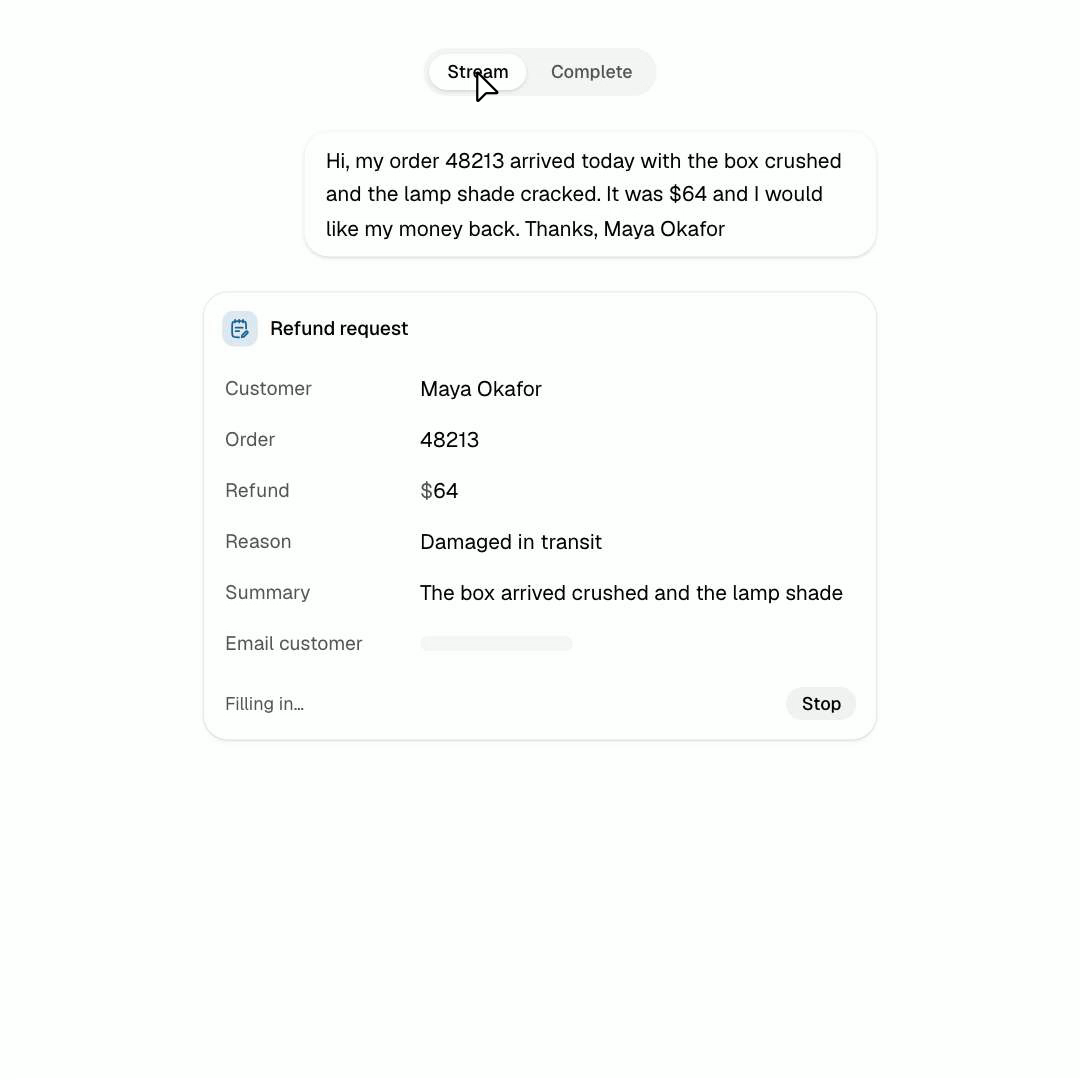 Stream
Complete
Hi, my order 48213 arrived today with the box crushed
and the lamp shade cracked. It was $64 and I would
like my money back. Thanks, Maya Okafor
Refund request
Customer Maya Okafor
Order 48213
Refund $64
Reason Damaged in transit
Summary The box arrived crushed and the lamp shade
Email customer
Filling in…
Stop